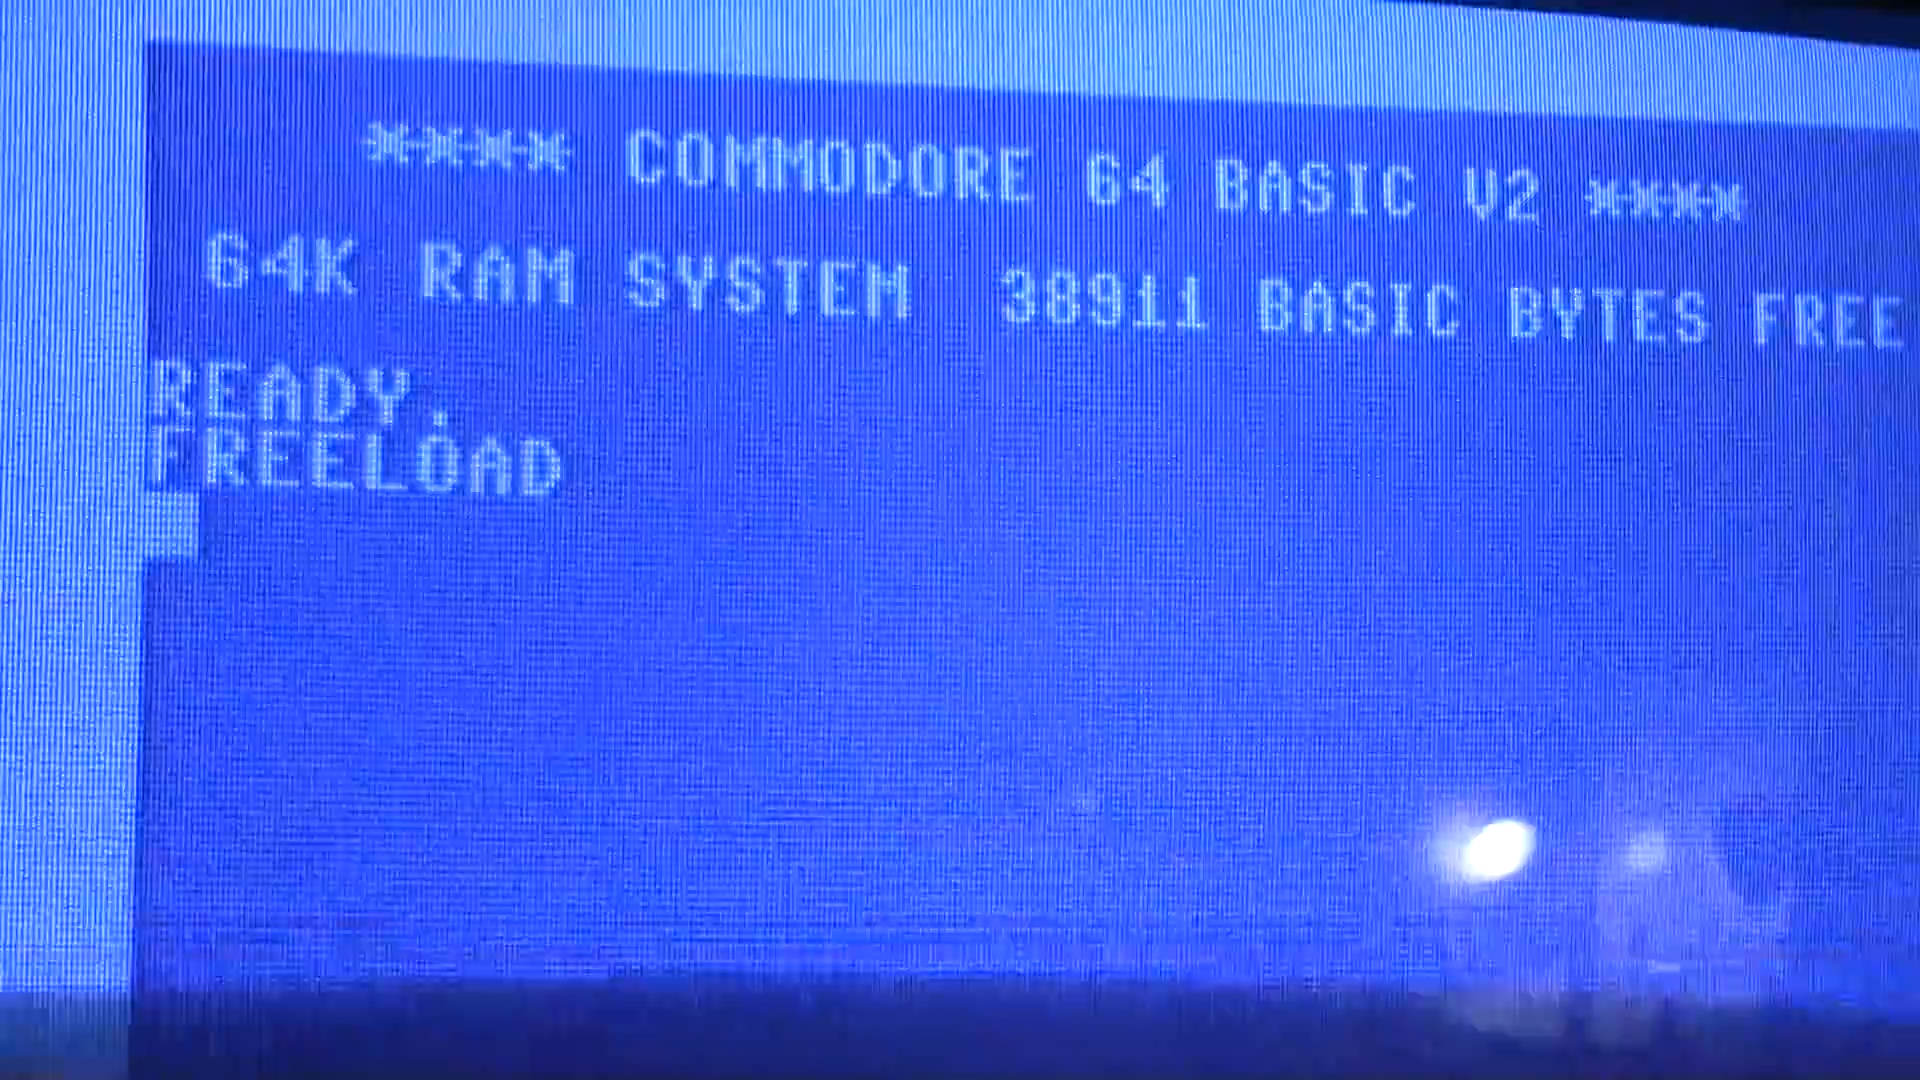 **** COMMODORE 64 BASIC V2 ****
64K RAM SYSTEM 38911 BASIC BYTES FREE
READY.
FREELOAD